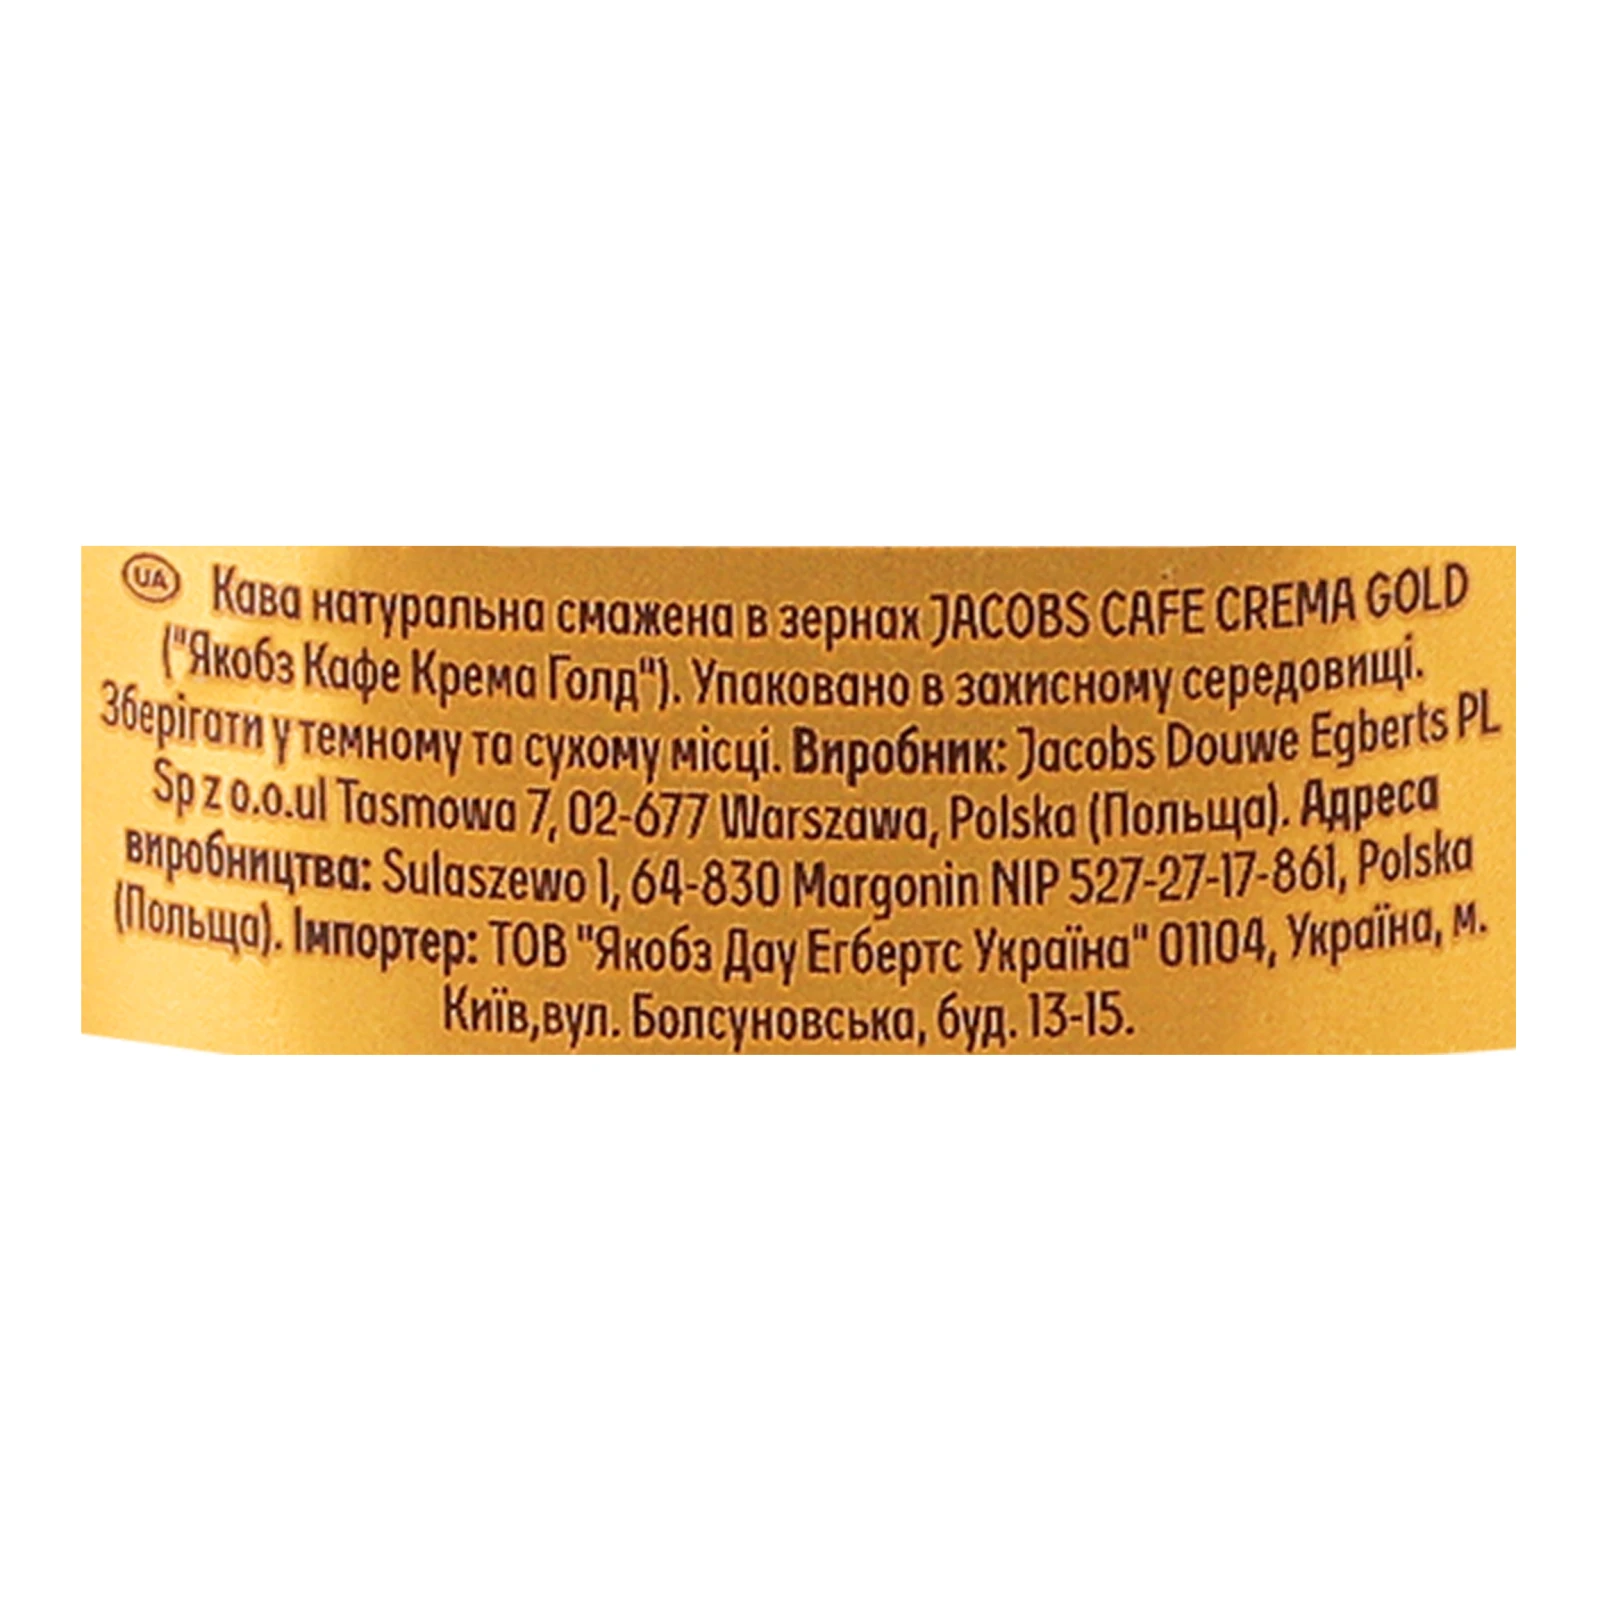 UA Кава натуральна смажена в зернах JACOBS CAFE CREMA GOLD
("Якобз Кафе Крема Голд"). Упаковано в захисному середовищі.
Зберігати у темному та сухому місці. Виробник: Jacobs Douwe Egberts PL
Sp z o.o.ul Tasmowa 7, 02-677 Warszawa, Polska (Польща). Адреса
виробництва: Sulaszewo 1, 64-830 Margonin NIP 527-27-17-861, Polska
(Польща). Імпортер: ТОВ "Якобз Дау Егбертс Україна" 01104, Україна, м.
Київ,вул. Болсуновська, буд. 13-15.